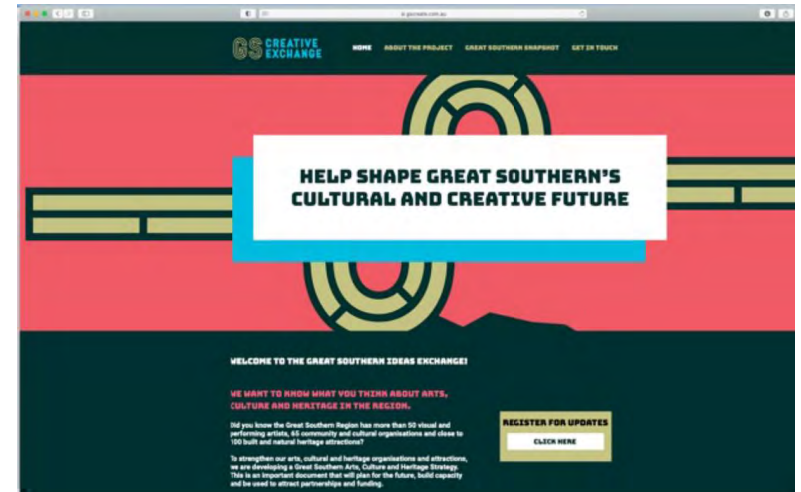 gscreate.com.au
GS CREATIVE
EXCHANGE
HOME ABOUT THE PROJECT GREAT SOUTHERN SNAPSHOT GET IN TOUCH
HELP SHAPE GREAT SOUTHERN'S
CULTURAL AND CREATIVE FUTURE
WELCOME TO THE GREAT SOUTHERN IDEAS EXCHANGE!
WE WANT TO KNOW WHAT YOU THINK ABOUT ARTS,
CULTURE AND HERITAGE IN THE REGION.
Did you know the Great Southern Region has more than 50 visual and
performing artists, 65 community and cultural organisations and close to
100 built and natural heritage attractions?
To strengthen our arts, cultural and heritage organisations and attractions,
we are developing a Great Southern Arts, Culture and Heritage Strategy.
This is an important document that will plan for the future, build capacity
and be used to attract partnerships and funding.
REGISTER FOR UPDATES
CLICK HERE